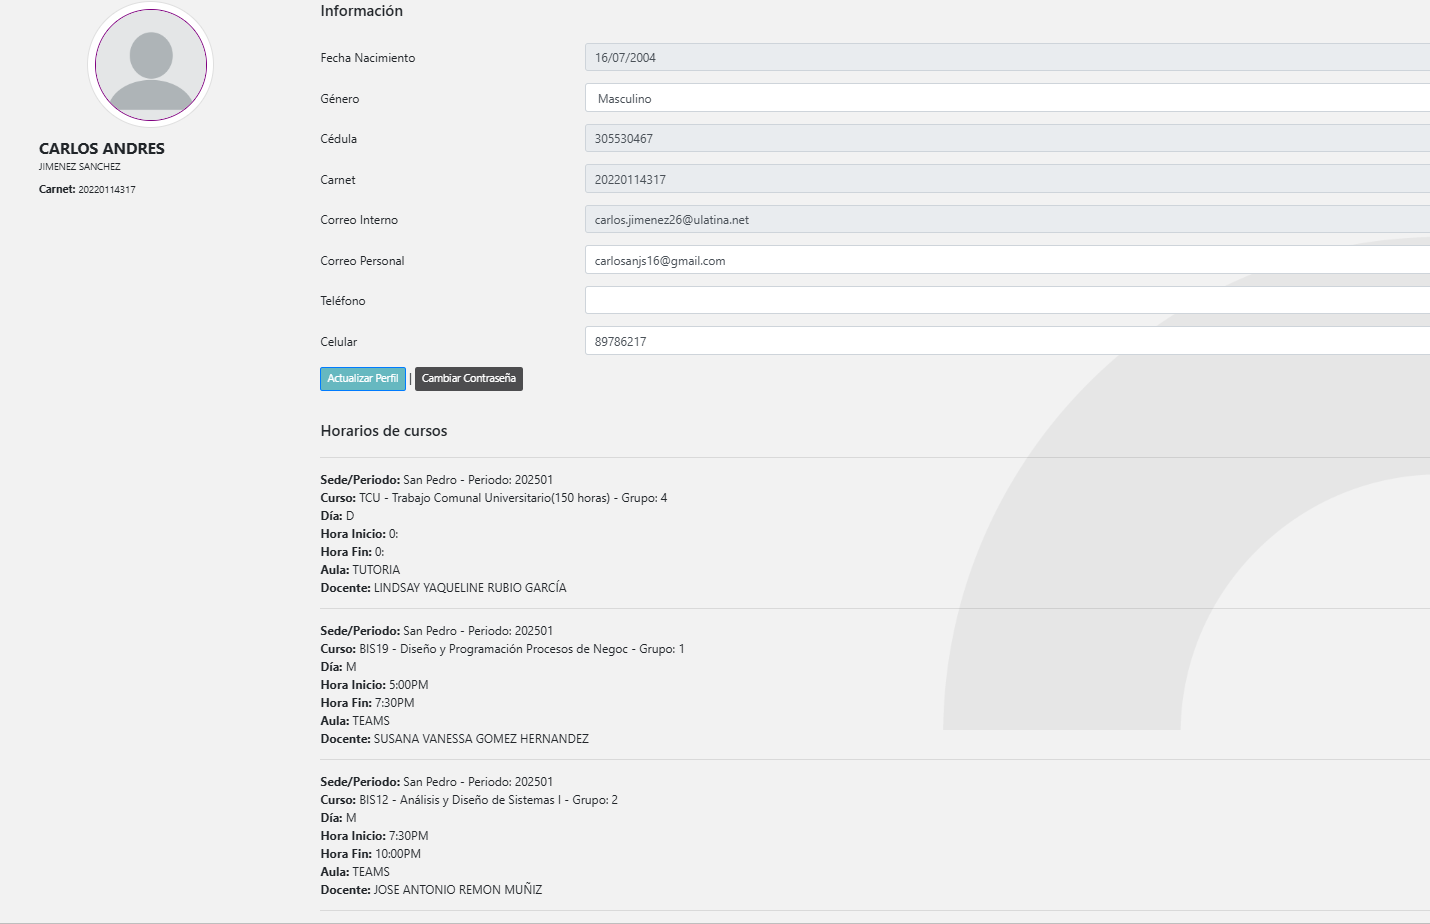 CARLOS ANDRES
JIMENEZ SANCHEZ
Carnet: 20220114317
Información
Fecha Nacimiento 16/07/2004
Género Masculino
Cédula 305530467
Carnet 20220114317
Correo Interno carlos.jimenez26@ulatina.net
Correo Personal carlosanjs16@gmail.com
Teléfono
Celular 89786217
Actualizar Perfil | Cambiar Contraseña
Horarios de cursos
Sede/Periodo: San Pedro - Periodo: 202501
Curso: TCU - Trabajo Comunal Universitario(150 horas) - Grupo: 4
Día: D
Hora Inicio: 0:
Hora Fin: 0:
Aula: TUTORIA
Docente: LINDSAY YAQUELINE RUBIO GARCÍA
Sede/Periodo: San Pedro - Periodo: 202501
Curso: BIS19 - Diseño y Programación Procesos de Negoc - Grupo: 1
Día: M
Hora Inicio: 5:00PM
Hora Fin: 7:30PM
Aula: TEAMS
Docente: SUSANA VANESSA GOMEZ HERNANDEZ
Sede/Periodo: San Pedro - Periodo: 202501
Curso: BIS12 - Análisis y Diseño de Sistemas I - Grupo: 2
Día: M
Hora Inicio: 7:30PM
Hora Fin: 10:00PM
Aula: TEAMS
Docente: JOSE ANTONIO REMON MUÑIZ